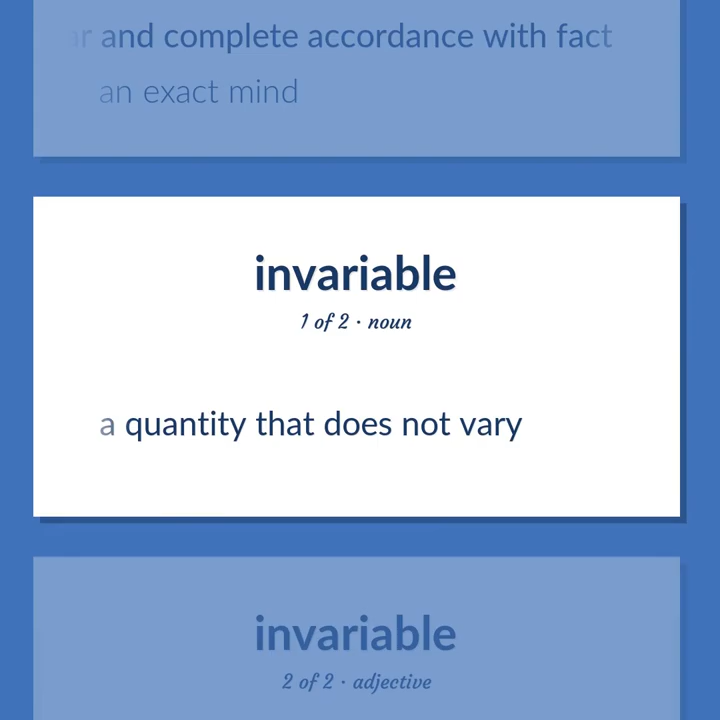 and complete accordance with fact
an exact mind
invariable
1 of 2 · noun
a quantity that does not vary
invariable
2 of 2 · adjective